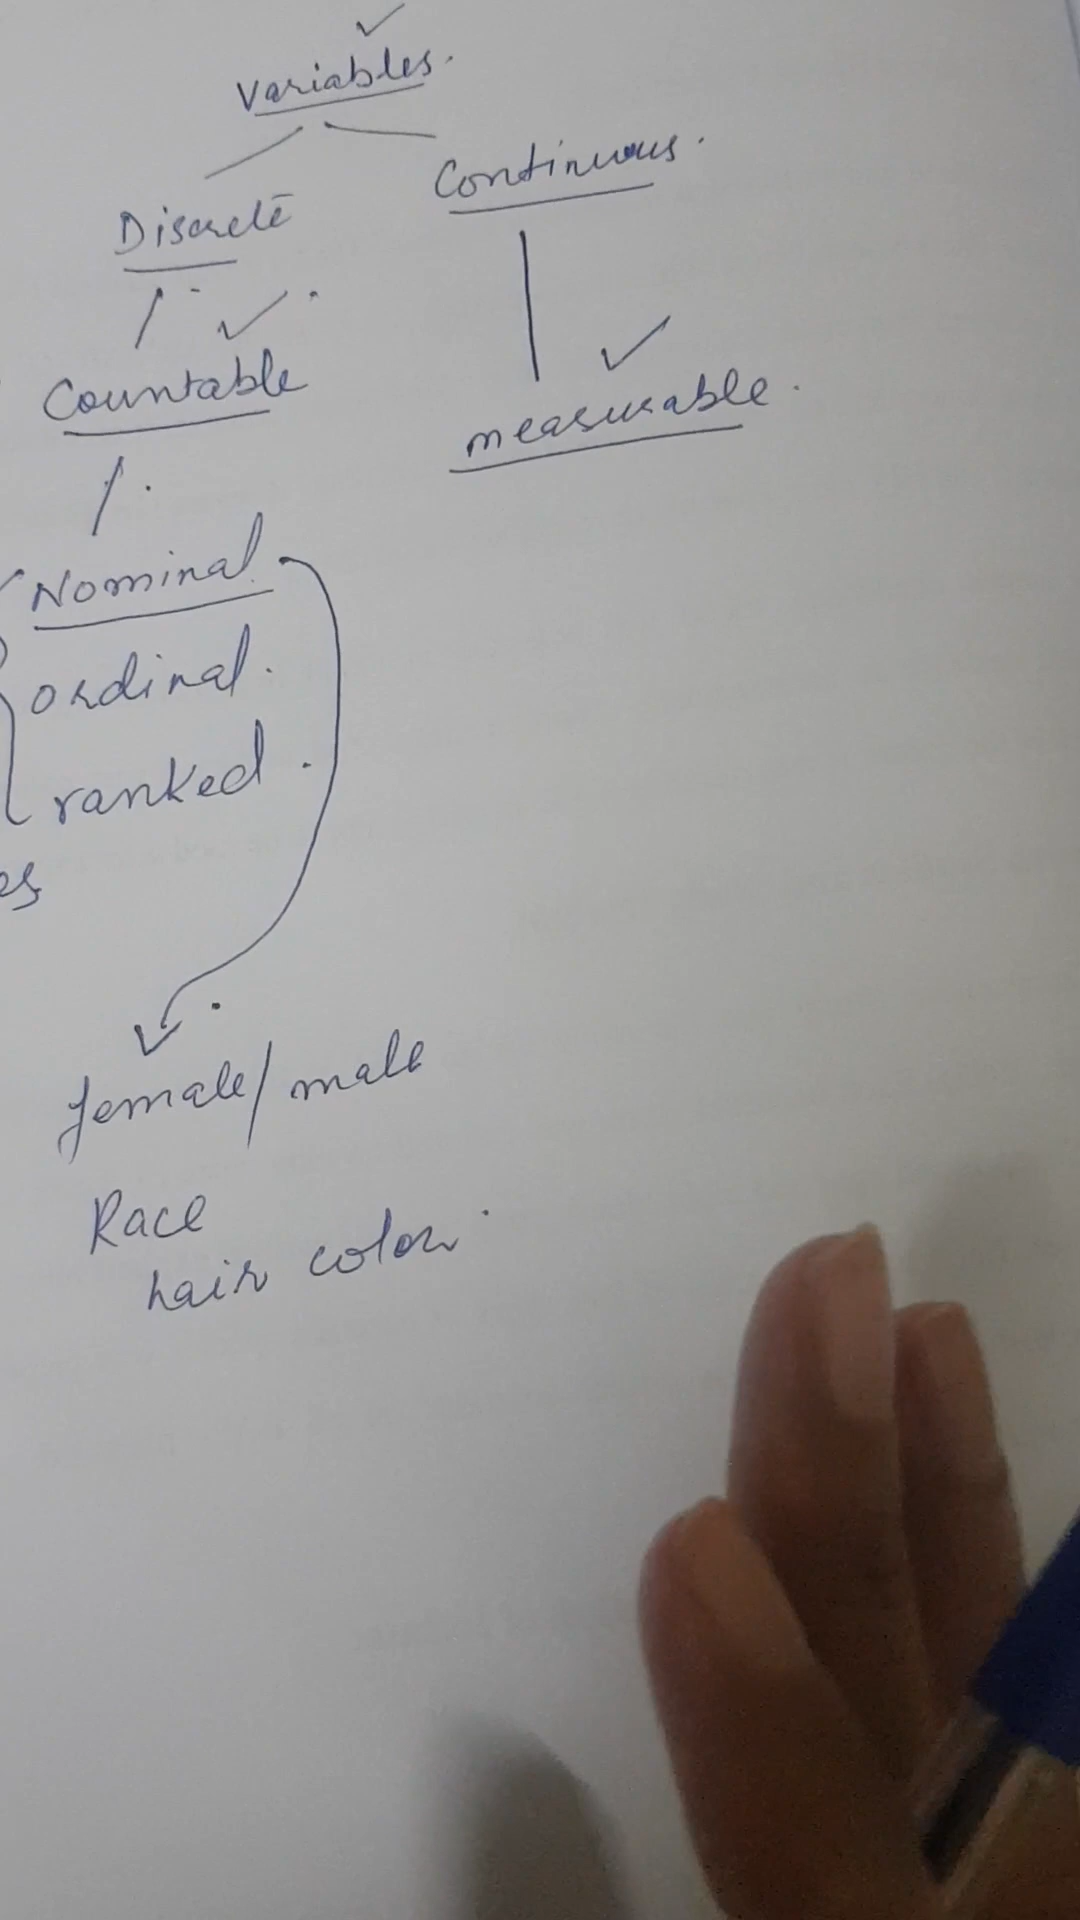 Variables.
Discrete
Continuous.
Countable
measurable.
Nominal
ordinal.
ranked.
female/male
Race
hair color